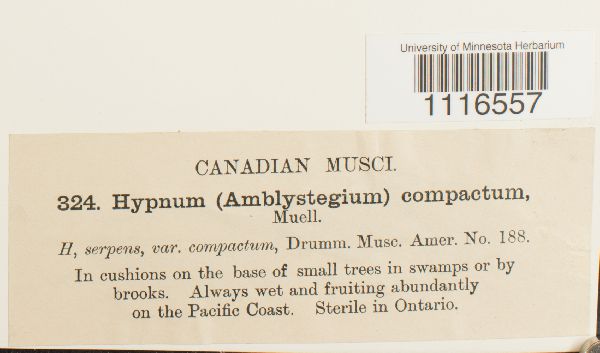 University of Minnesota Herbarium
1116557
CANADIAN MUSCI.
324. Hypnum (Amblystegium) compactum,
Muell.
H, serpens, var. compactum, Drumm. Musc. Amer. No. 188.
In cushions on the base of small trees in swamps or by
brooks. Always wet and fruiting abundantly
on the Pacific Coast. Sterile in Ontario.